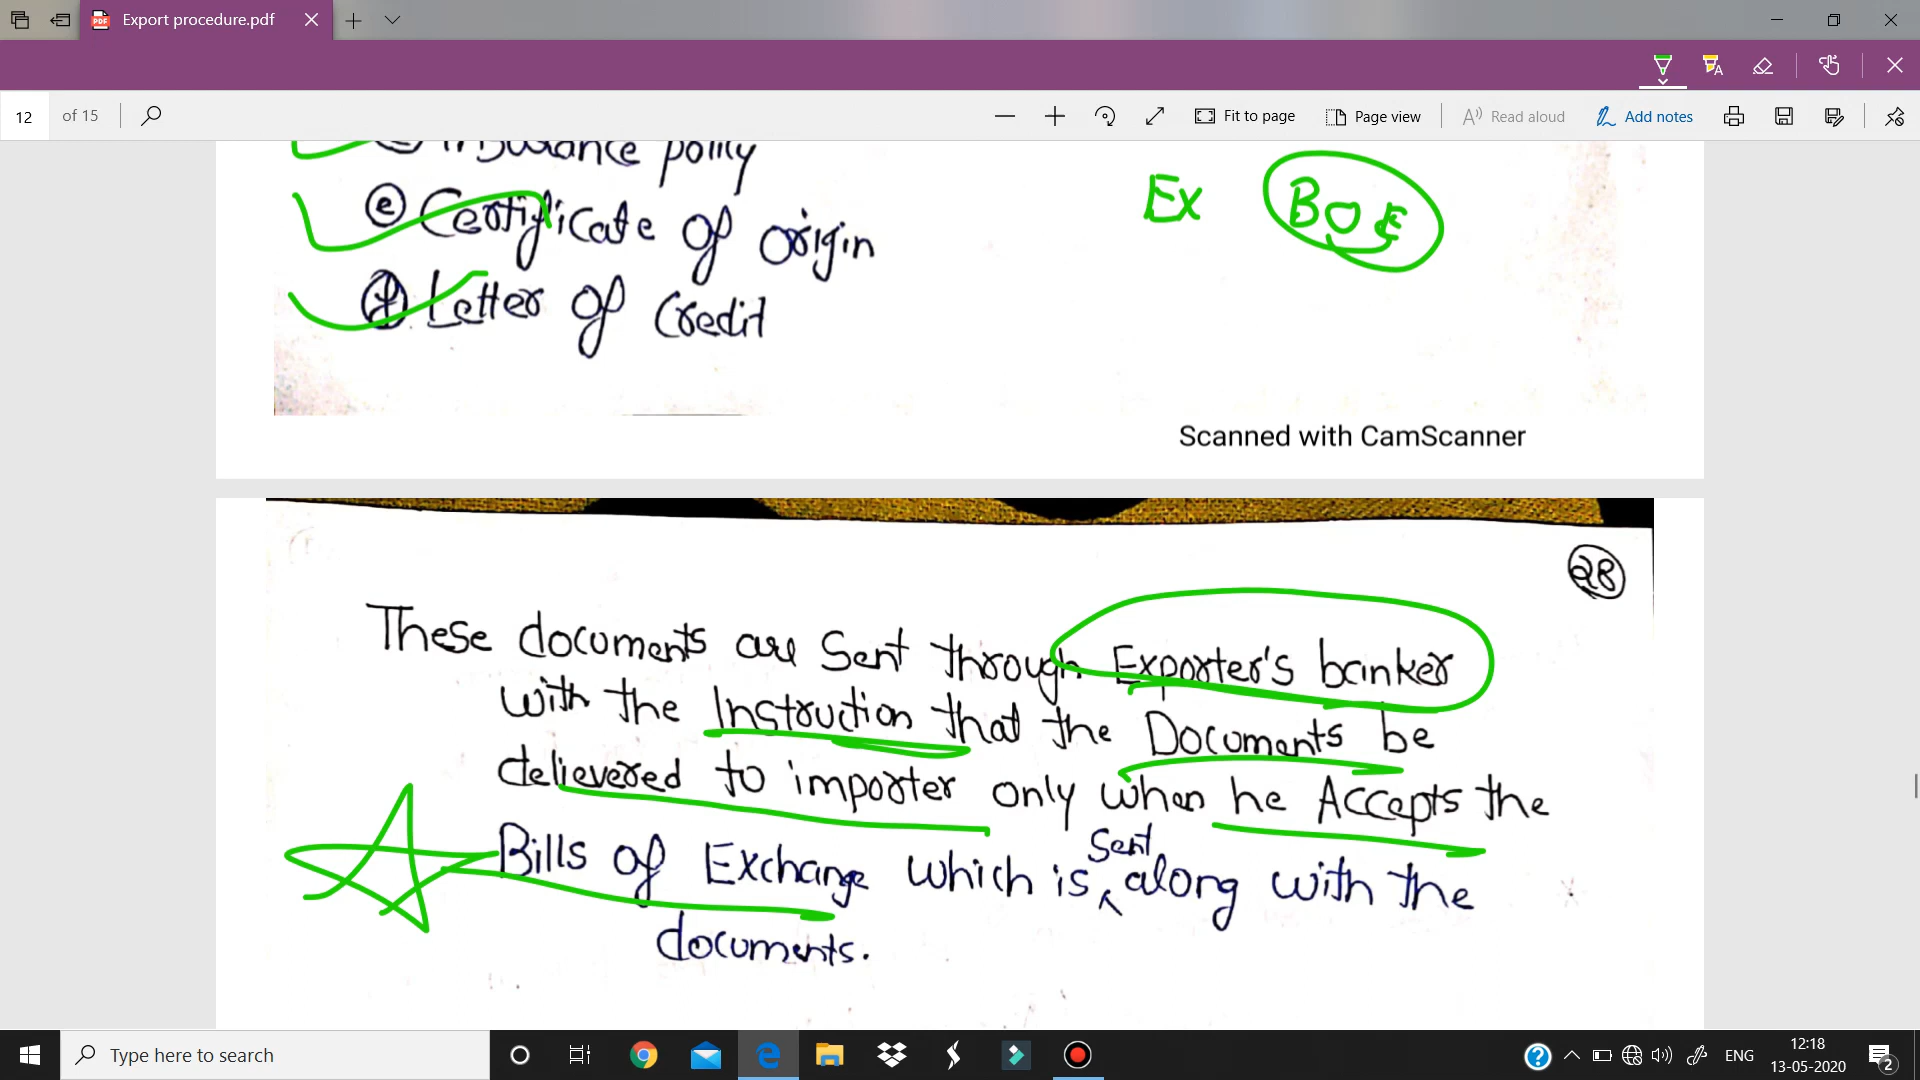 Export procedure.pdf
12 of 15
Fit to page
Page view
Read aloud
Add notes
Insurance policy
(e) Certificate of origin
(f) Letter of Credit
Ex BOE
Scanned with CamScanner
28
These documents are Sent through Exporter's banker
with the Instruction that the Documents be
delievered to importer only when he Accepts the
Bills of Exchange which is ^ Sent along with the
documents.
Type here to search
ENG
12:18
13-05-2020
2